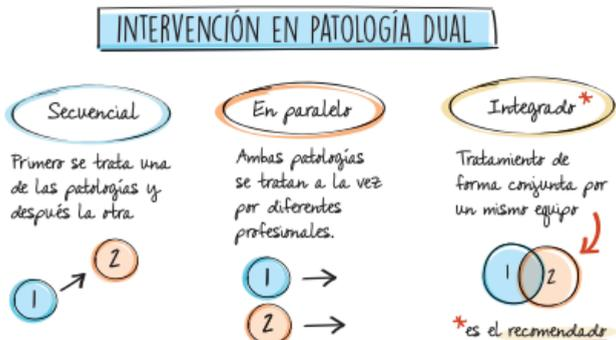 INTERVENCIÓN EN PATOLOGÍA DUAL
Secuencial
Primero se trata una
de las patologías y
después la otra
1
2
En paralelo
Ambas patologías
se tratan a la vez
por diferentes
profesionales.
1
2
Integrado *
Tratamiento de
forma conjunta por
un mismo equipo
1 2
*es el recomendado